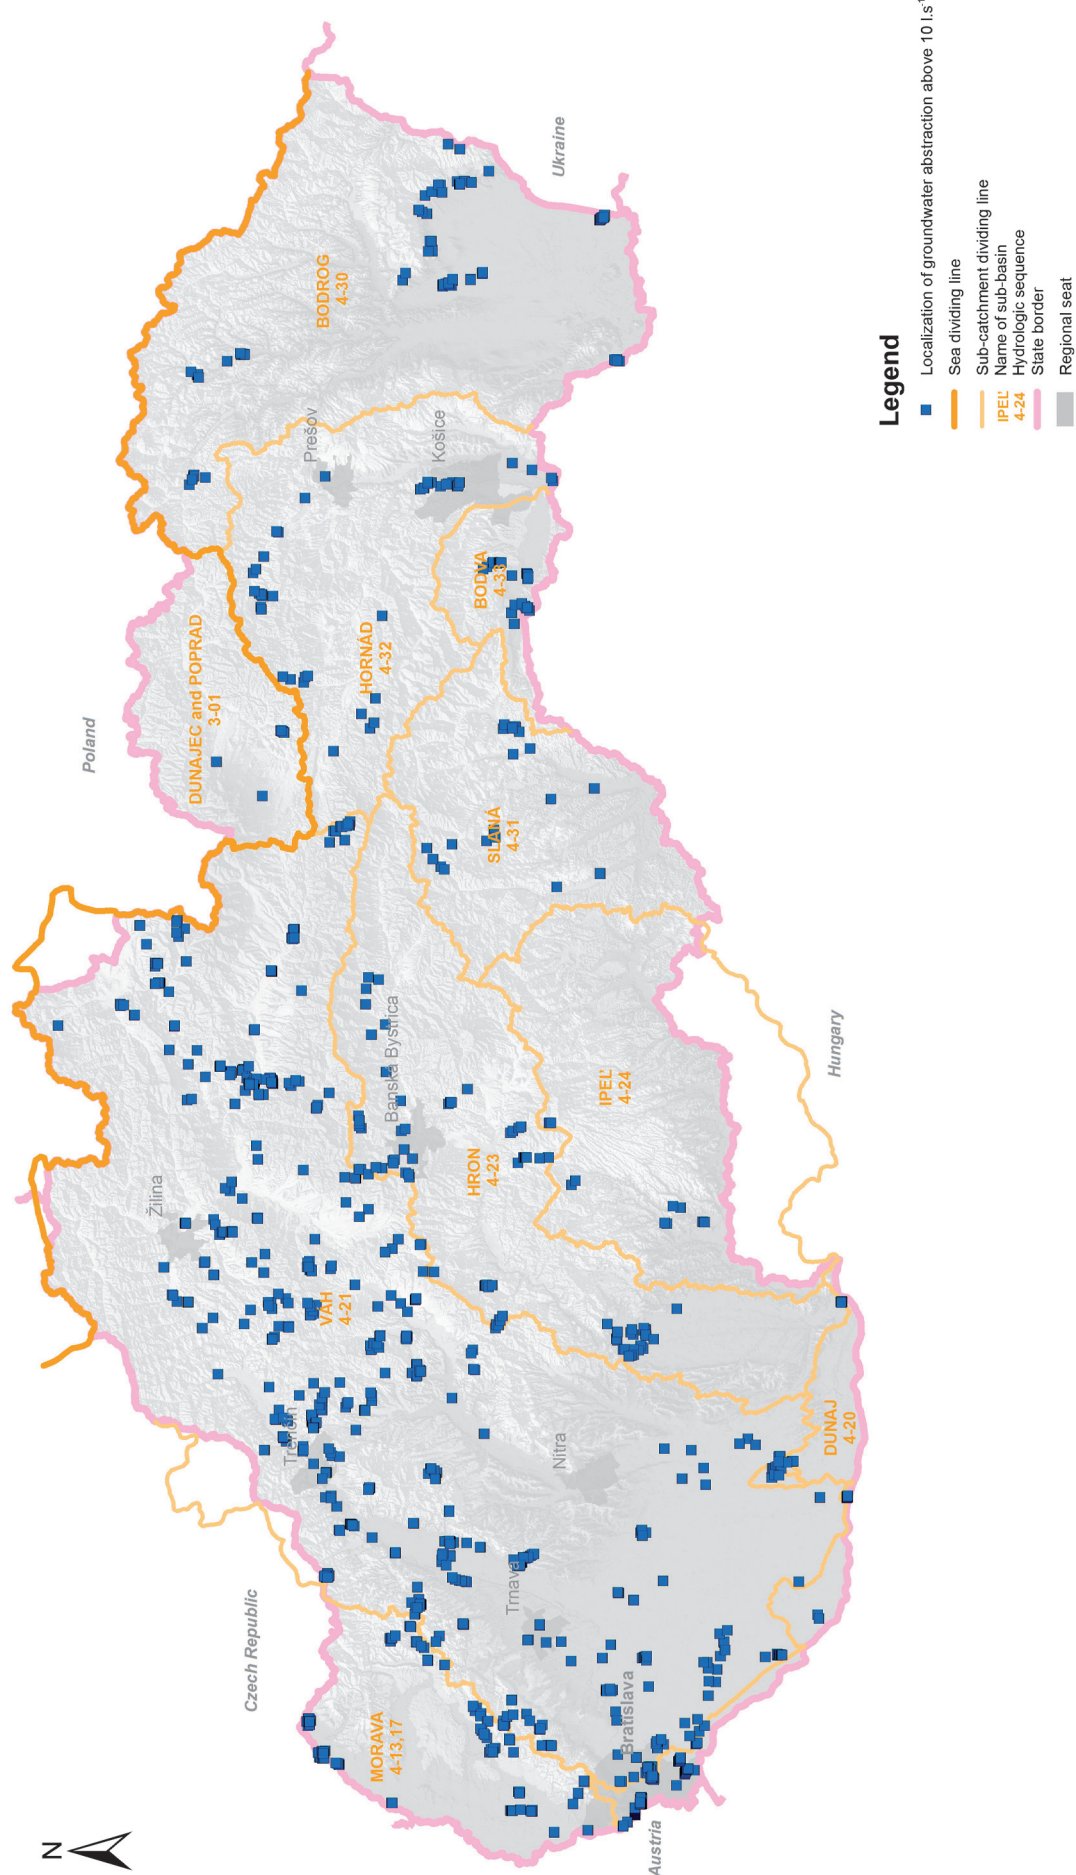 N
Poland
Czech Republic
Ukraine
Austria
Hungary
DUNAJEC and POPRAD
3-01
BODROG
4-30
HORNÁD
4-32
BODVA
4-33
SLANÁ
4-31
VÁH
4-21
HRON
4-23
IPEĽ
4-24
MORAVA
4-13,17
DUNAJ
4-20
Žilina
Prešov
Košice
Banská Bystrica
Trenčín
Nitra
Trnava
Bratislava
Legend
Localization of groundwater abstraction above 10 l.s⁻¹
Sea dividing line
Sub-catchment dividing line
IPEĽ Name of sub-basin
4-24 Hydrologic sequence
State border
Regional seat